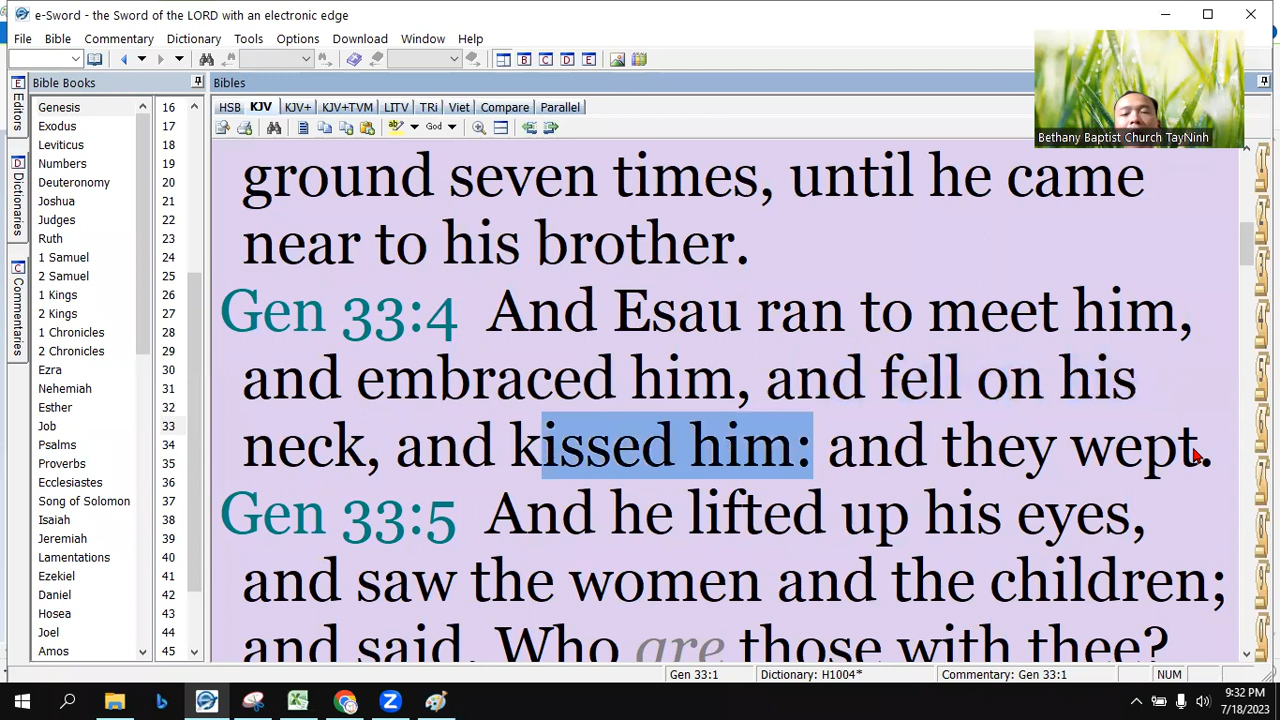 e-Sword - the Sword of the LORD with an electronic edge
File Bible Commentary Dictionary Tools Options Download Window Help
B C D E
Bible Books
Bibles
Editors
Dictionaries
Commentaries
Genesis
Exodus
Leviticus
Numbers
Deuteronomy
Joshua
Judges
Ruth
1 Samuel
2 Samuel
1 Kings
2 Kings
1 Chronicles
2 Chronicles
Ezra
Nehemiah
Esther
Job
Psalms
Proverbs
Ecclesiastes
Song of Solomon
Isaiah
Jeremiah
Lamentations
Ezekiel
Daniel
Hosea
Joel
Amos
16
17
18
19
20
21
22
23
24
25
26
27
28
29
30
31
32
33
34
35
36
37
38
39
40
41
42
43
44
45
HSB KJV KJV+ KJV+TVM LITV TRi Viet Compare Parallel
God
Bethany Baptist Church TayNinh
ground seven times, until he came
near to his brother.
Gen 33:4 And Esau ran to meet him,
and embraced him, and fell on his
neck, and kissed him: and they wept.
Gen 33:5 And he lifted up his eyes,
and saw the women and the children;
and said, Who are those with thee?
Gen 33:1 Dictionary: H1004* Commentary: Gen 33:1 NUM
9:32 PM
7/18/2023